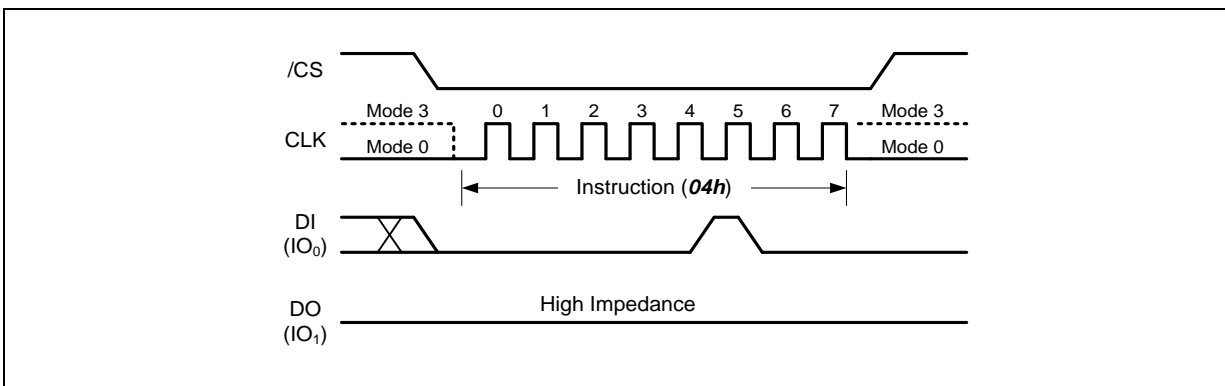 /CS
Mode 3 0 1 2 3 4 5 6 7 Mode 3
CLK
Mode 0 Mode 0
Instruction (04h)
DI
(IO₀)
High Impedance
DO
(IO₁)